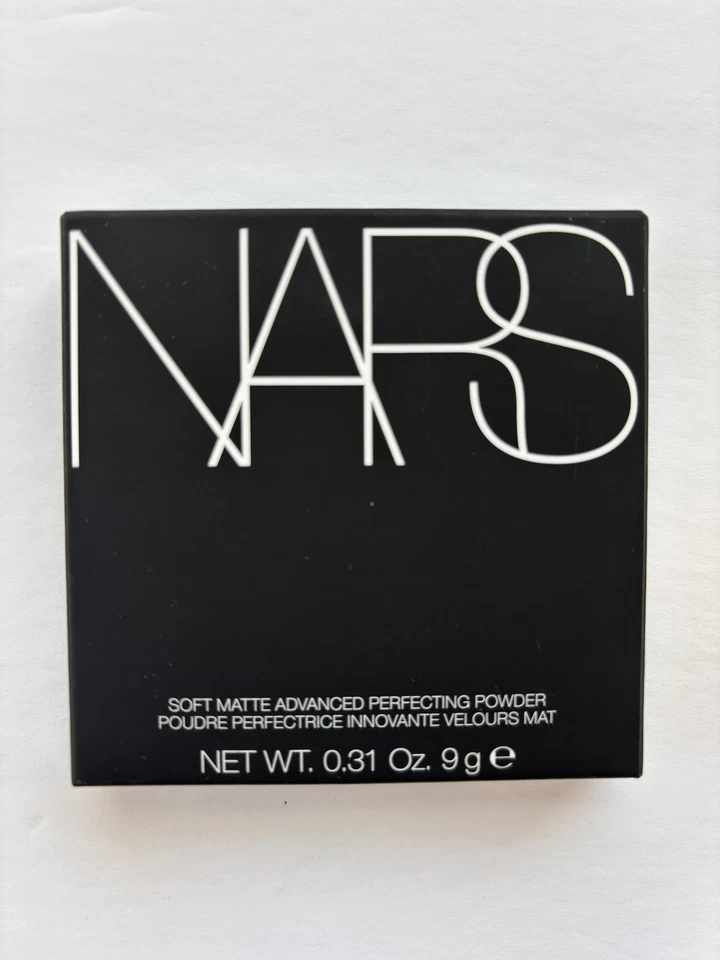 NARS
SOFT MATTE ADVANCED PERFECTING POWDER
POUDRE PERFECTRICE INNOVANTE VELOURS MAT
NET WT. 0.31 Oz. 9 g ℮